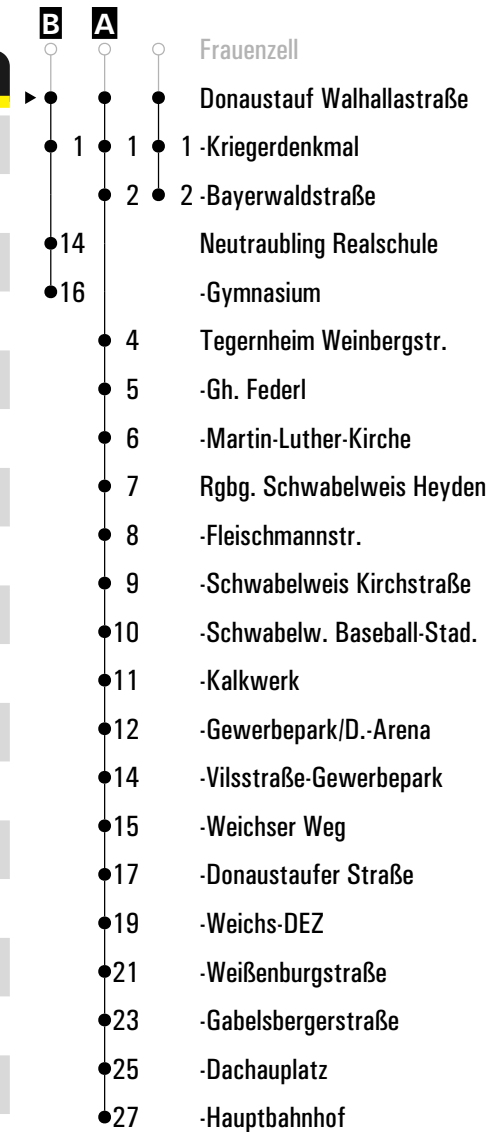 B A
Frauenzell
Donaustauf Walhallastraße
1 1 1 -Kriegerdenkmal
2 2 -Bayerwaldstraße
14 Neutraubling Realschule
16 -Gymnasium
4 Tegernheim Weinbergstr.
5 -Gh. Federl
6 -Martin-Luther-Kirche
7 Rgbg. Schwabelweis Heyden
8 -Fleischmannstr.
9 -Schwabelweis Kirchstraße
10 -Schwabelw. Baseball-Stad.
11 -Kalkwerk
12 -Gewerbepark/D.-Arena
14 -Vilsstraße-Gewerbepark
15 -Weichser Weg
17 -Donaustaufer Straße
19 -Weichs-DEZ
21 -Weißenburgstraße
23 -Gabelsbergerstraße
25 -Dachauplatz
27 -Hauptbahnhof